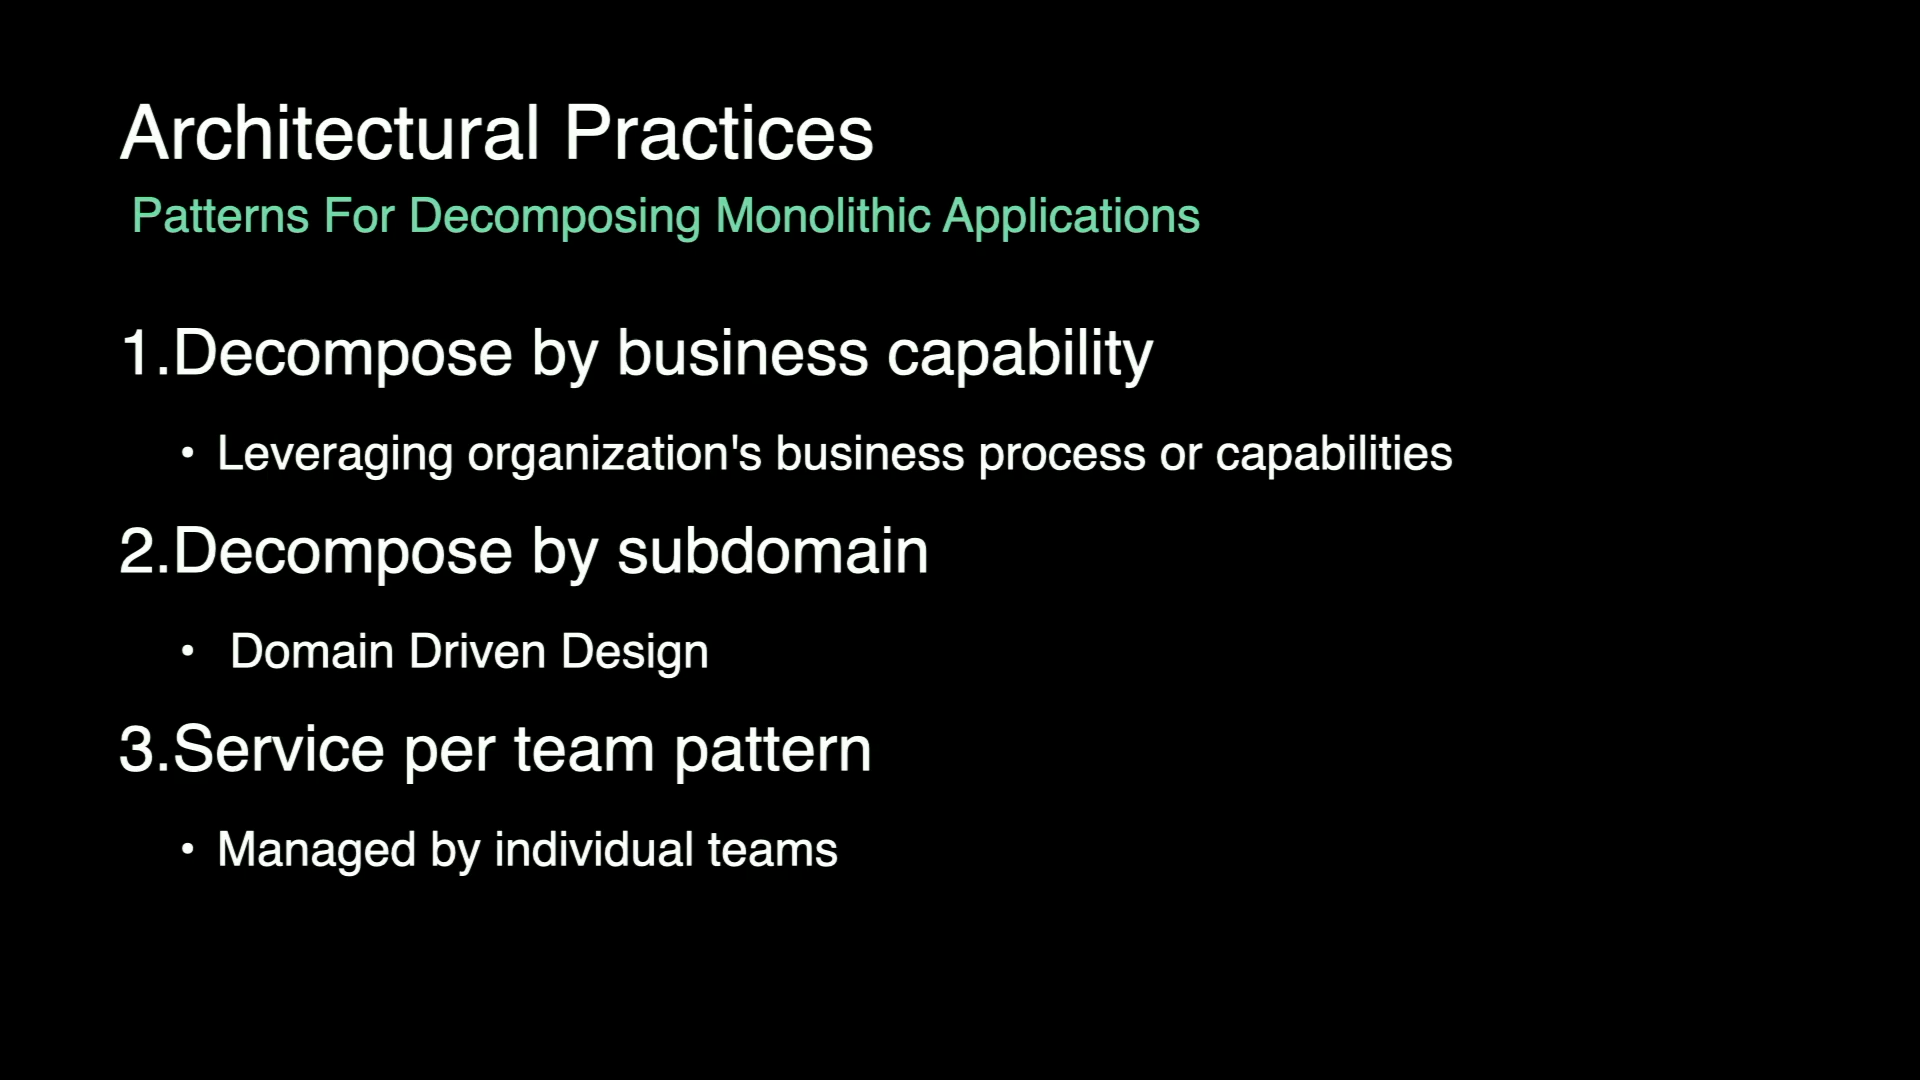 Architectural Practices
Patterns For Decomposing Monolithic Applications
1.Decompose by business capability
• Leveraging organization's business process or capabilities
2.Decompose by subdomain
• Domain Driven Design
3.Service per team pattern
• Managed by individual teams